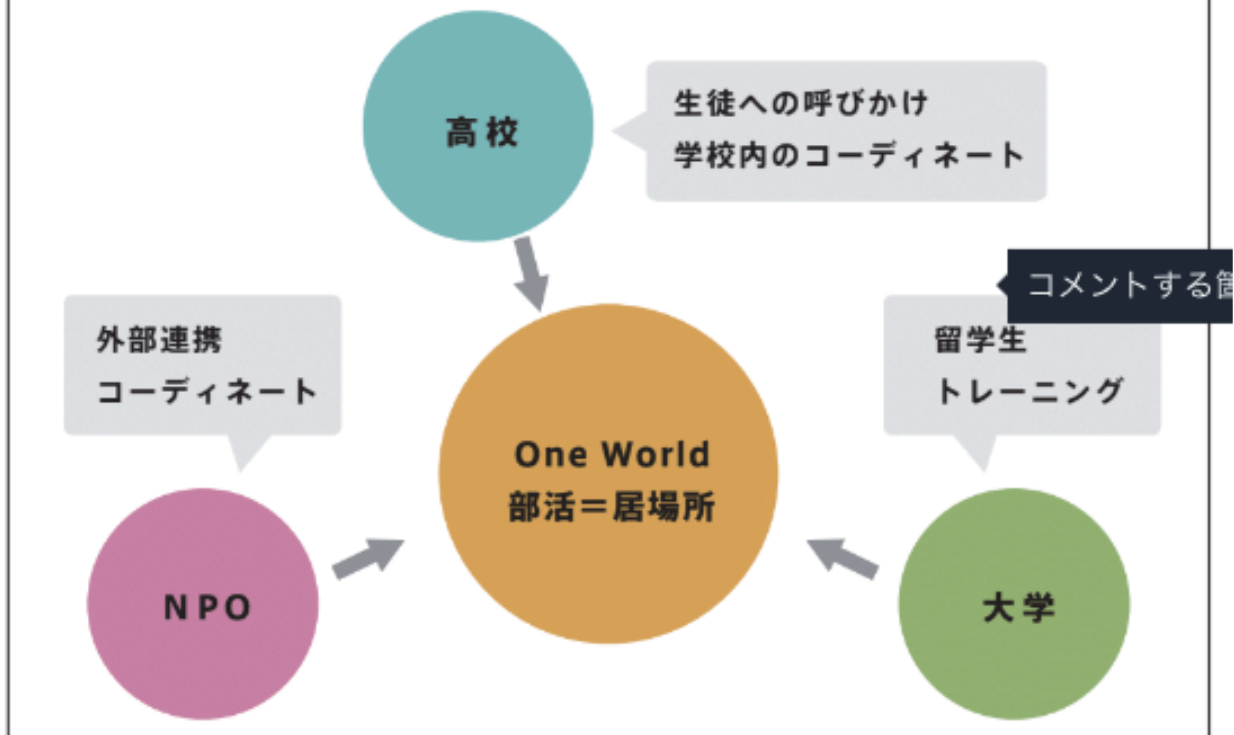 高校
生徒への呼びかけ
学校内のコーディネート
コメントする
外部連携
コーディネート
留学生
トレーニング
One World
部活＝居場所
NPO
大学